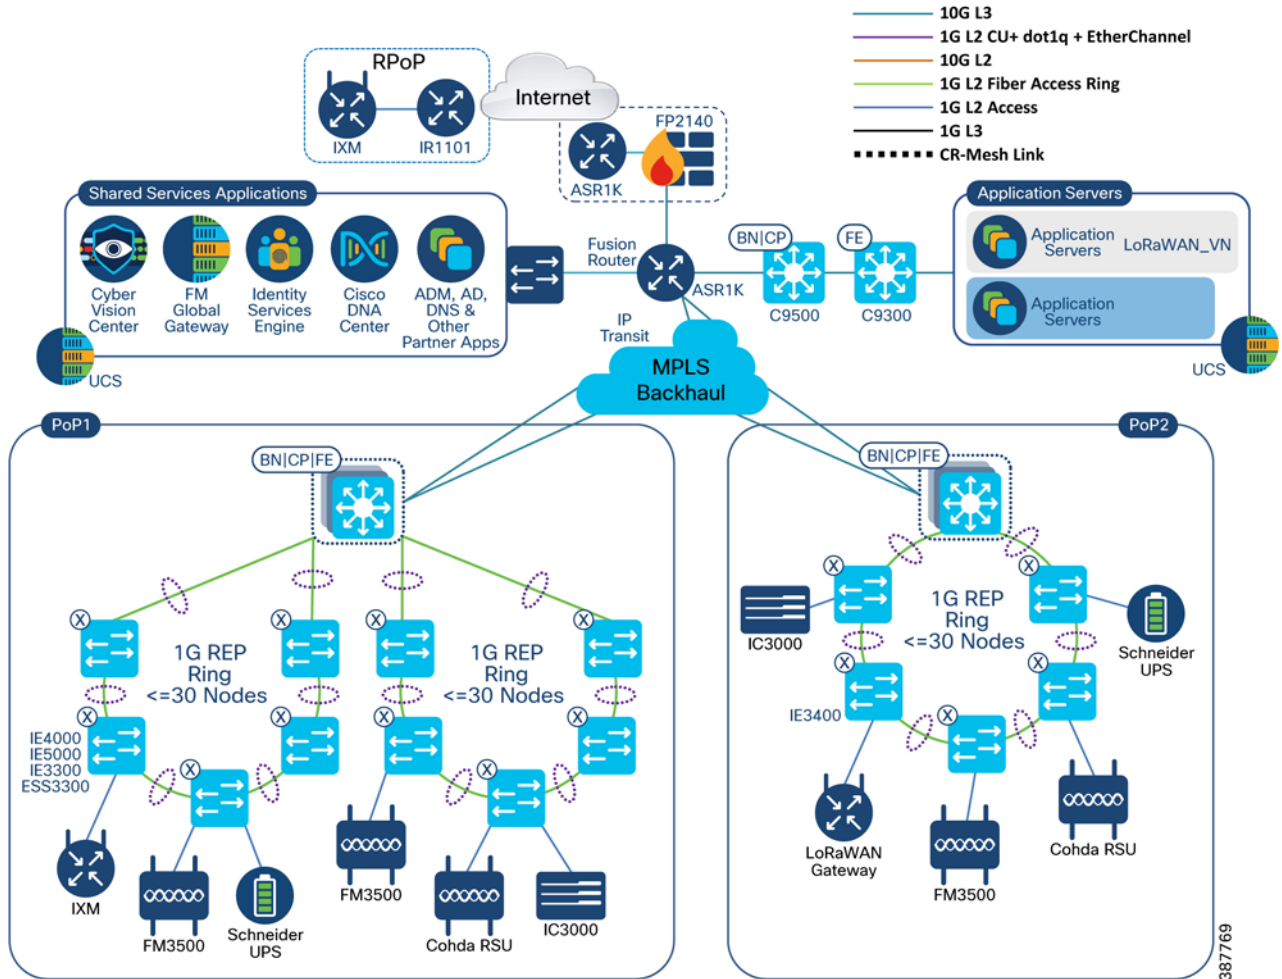 10G L3
1G L2 CU+ dot1q + EtherChannel
10G L2
1G L2 Fiber Access Ring
1G L2 Access
1G L3
CR-Mesh Link
RPoP
IXM
IR1101
Internet
FP2140
ASR1K
Shared Services Applications
Cyber
Vision
Center
FM
Global
Gateway
Identity
Services
Engine
Cisco
DNA
Center
ADM, AD,
DNS &
Other
Partner Apps
UCS
Fusion
Router
ASR1K
BN|CP
C9500
FE
C9300
Application Servers
Application
Servers
LoRaWAN_VN
Application
Servers
UCS
IP
Transit
MPLS
Backhaul
PoP1
BN|CP|FE
X
X
X
X
1G REP
Ring
<=30 Nodes
1G REP
Ring
<=30 Nodes
X
X
X
X
IE4000
IE5000
IE3300
ESS3300
X
X
IXM
FM3500
Schneider
UPS
FM3500
Cohda RSU
IC3000
PoP2
BN|CP|FE
X
X
IC3000
1G REP
Ring
<=30 Nodes
Schneider
UPS
X
X
IE3400
X
LoRaWAN
Gateway
FM3500
Cohda RSU
387769